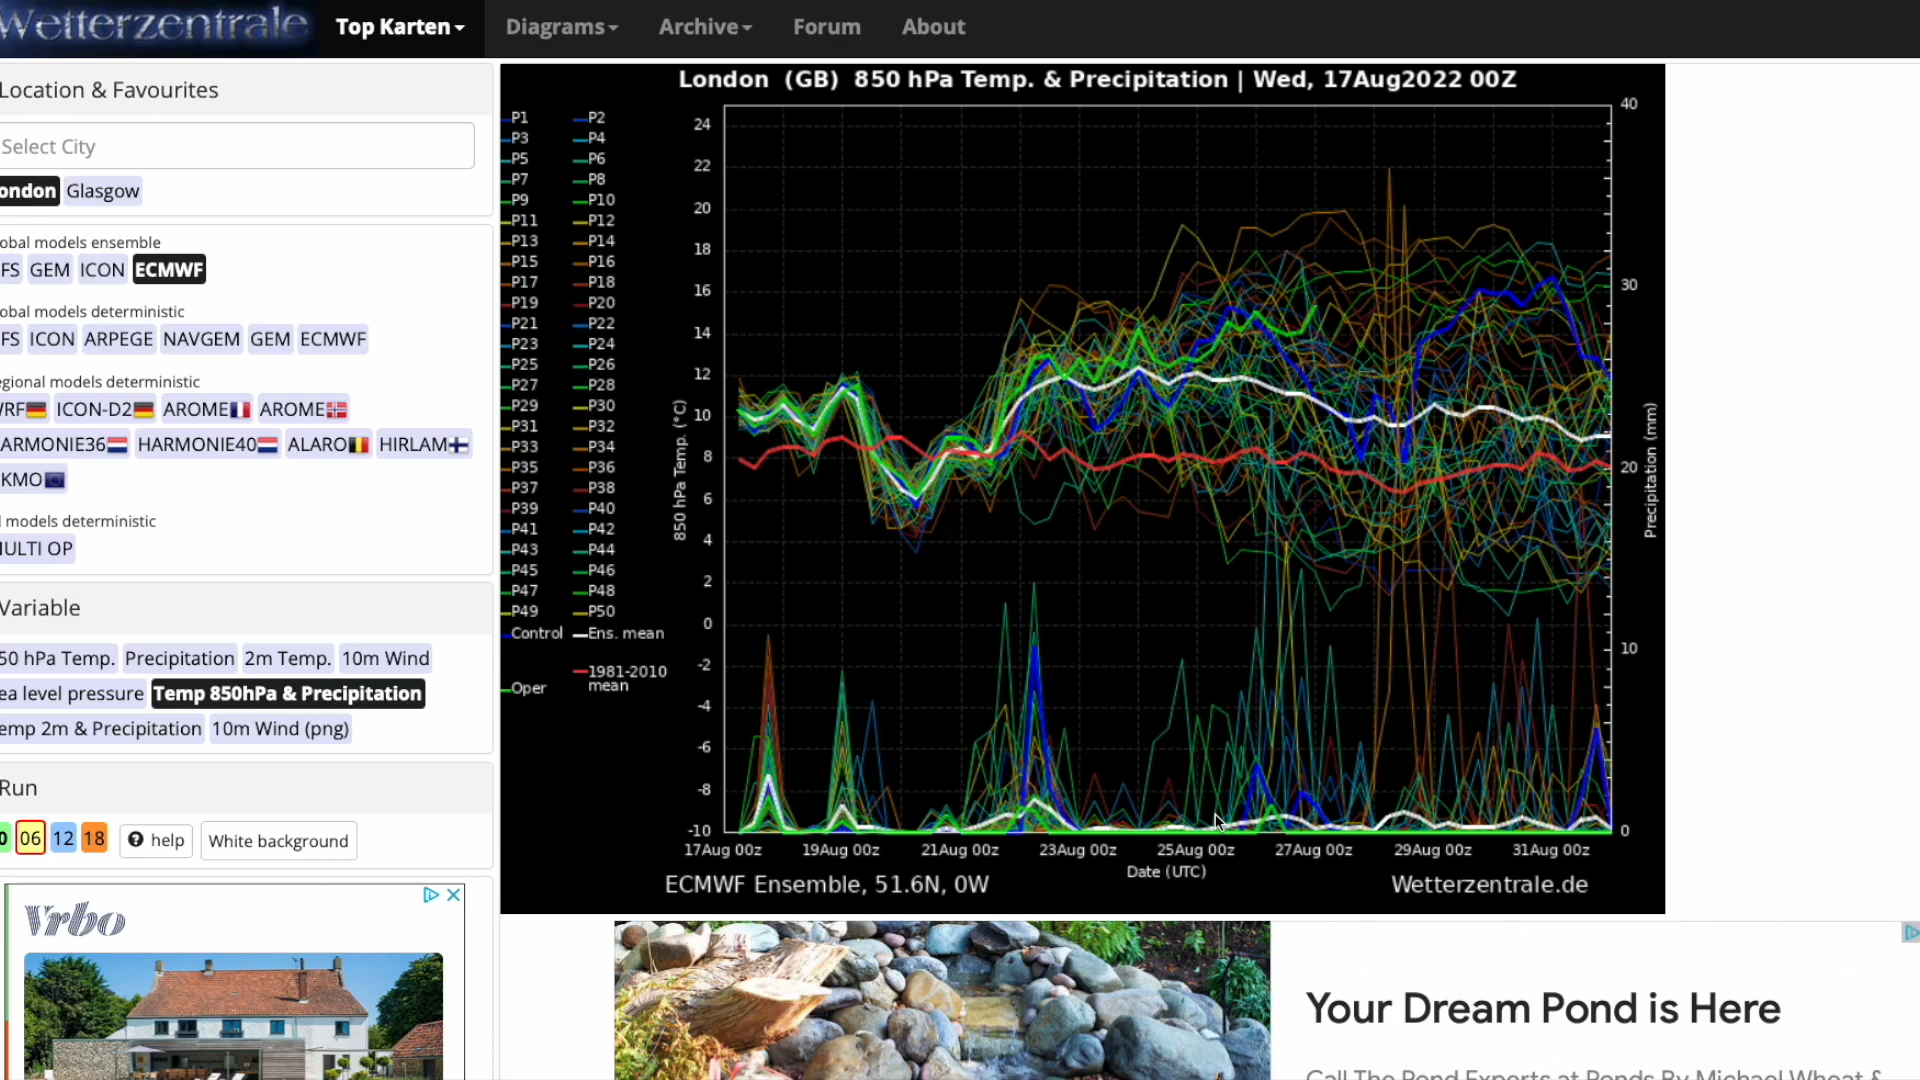 Wetterzentrale
Top Karten
Diagrams
Archive
Forum
About
Location & Favourites
Select City
ondon
Glasgow
obal models ensemble
FS
GEM
ICON
ECMWF
obal models deterministic
FS
ICON
ARPEGE
NAVGEM
GEM
ECMWF
egional models deterministic
RF
ICON-D2
AROME
AROME
ARMONIE36
HARMONIE40
ALARO
HIRLAM
KMO
l models deterministic
ULTI OP
Variable
50 hPa Temp.
Precipitation
2m Temp.
10m Wind
ea level pressure
Temp 850hPa & Precipitation
emp 2m & Precipitation
10m Wind (png)
Run
0
06
12
18
help
White background
Vrbo
London (GB) 850 hPa Temp. & Precipitation | Wed, 17Aug2022 00Z
P1 P2
P3 P4
P5 P6
P7 P8
P9 P10
P11 P12
P13 P14
P15 P16
P17 P18
P19 P20
P21 P22
P23 P24
P25 P26
P27 P28
P29 P30
P31 P32
P33 P34
P35 P36
P37 P38
P39 P40
P41 P42
P43 P44
P45 P46
P47 P48
P49 P50
Control Ens. mean
1981-2010
mean
Oper
850 hPa Temp. (°C)
24
22
20
18
16
14
12
10
8
6
4
2
0
-2
-4
-6
-8
-10
40
30
20
10
0
Precipitation (mm)
17Aug 00z
19Aug 00z
21Aug 00z
23Aug 00z
25Aug 00z
27Aug 00z
29Aug 00z
31Aug 00z
Date (UTC)
ECMWF Ensemble, 51.6N, 0W
Wetterzentrale.de
Your Dream Pond is Here
Call The Pond Experts at Ponds By Michael Wheat &